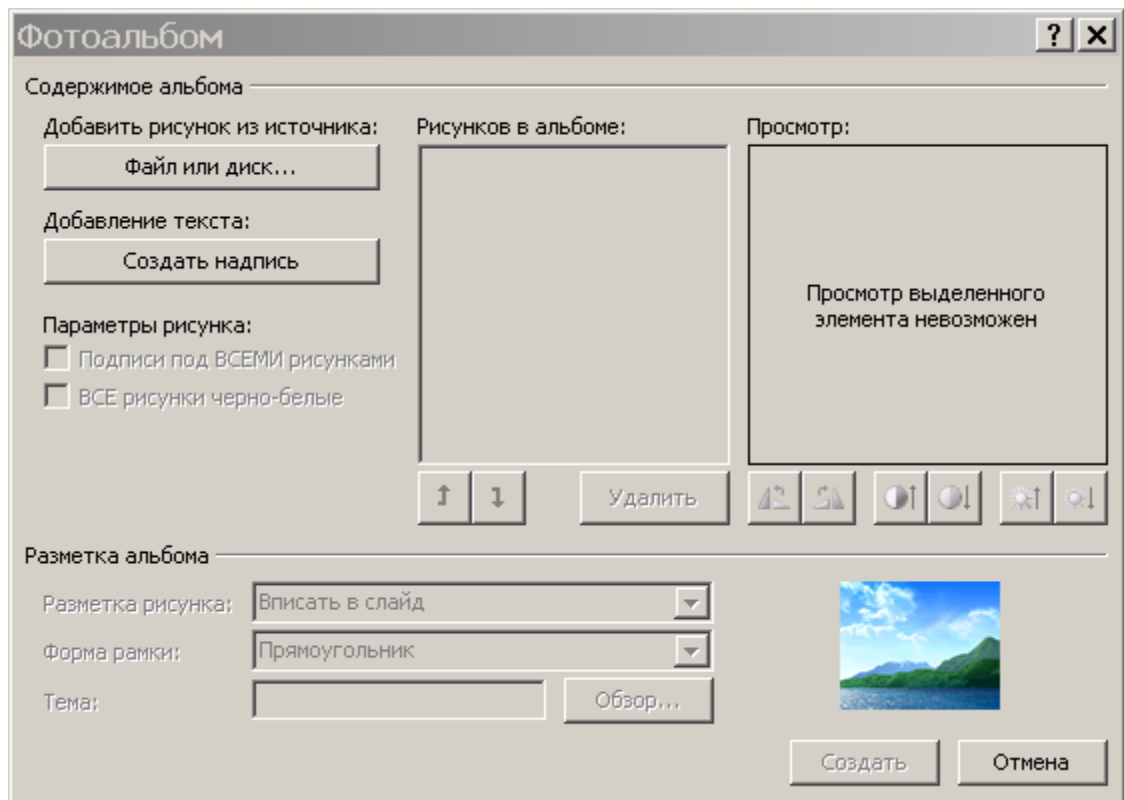 Фотоальбом
Содержимое альбома
Добавить рисунок из источника:
Файл или диск...
Добавление текста:
Создать надпись
Параметры рисунка:
Подписи под ВСЕМИ рисунками
ВСЕ рисунки черно-белые
Рисунков в альбоме:
Удалить
Просмотр:
Просмотр выделенного
элемента невозможен
Разметка альбома
Разметка рисунка:
Вписать в слайд
Форма рамки:
Прямоугольник
Тема:
Обзор...
Создать
Отмена